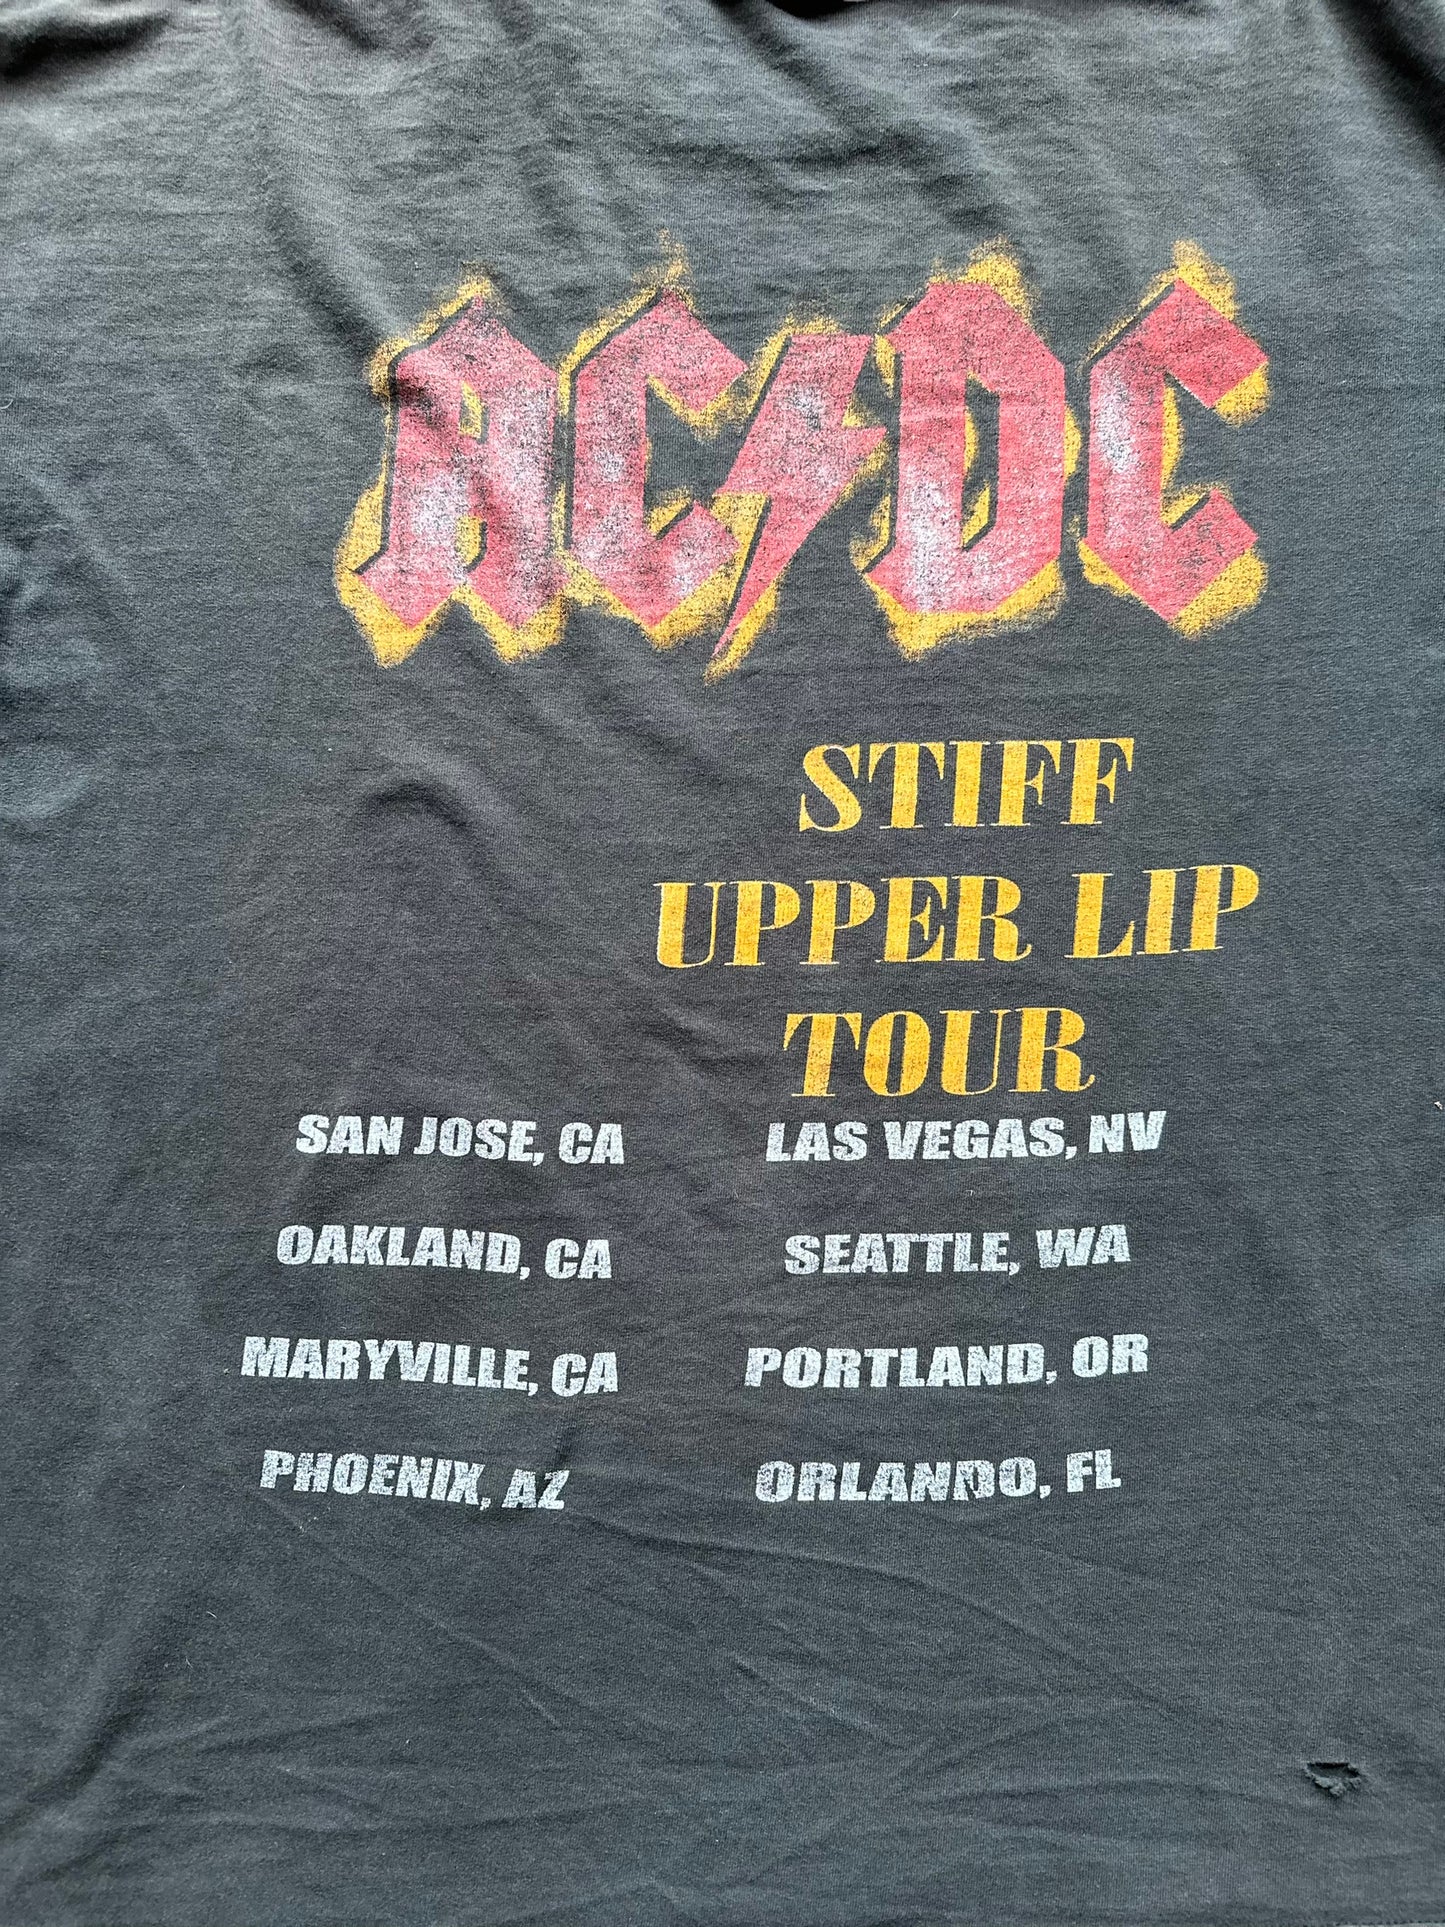 AC⚡DC
STIFF
UPPER LIP
TOUR
SAN JOSE, CA LAS VEGAS, NV
OAKLAND, CA SEATTLE, WA
MARYVILLE, CA PORTLAND, OR
PHOENIX, AZ ORLANDO, FL